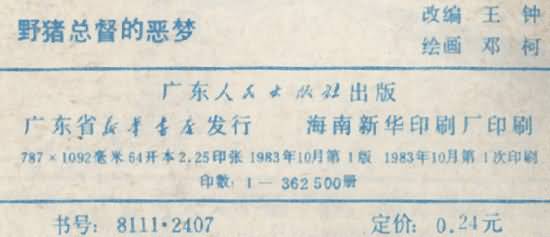 野猪总督的恶梦
改编 王 钟
绘画 邓 柯
广东人民出版社出版
广东省新华书店发行 海南新华印刷厂印刷
787×1092毫米64开本2.25印张 1983年10月第1版 1983年10月第1次印刷
印数: 1—362500册
书号: 8111·2407 定价: 0.24元